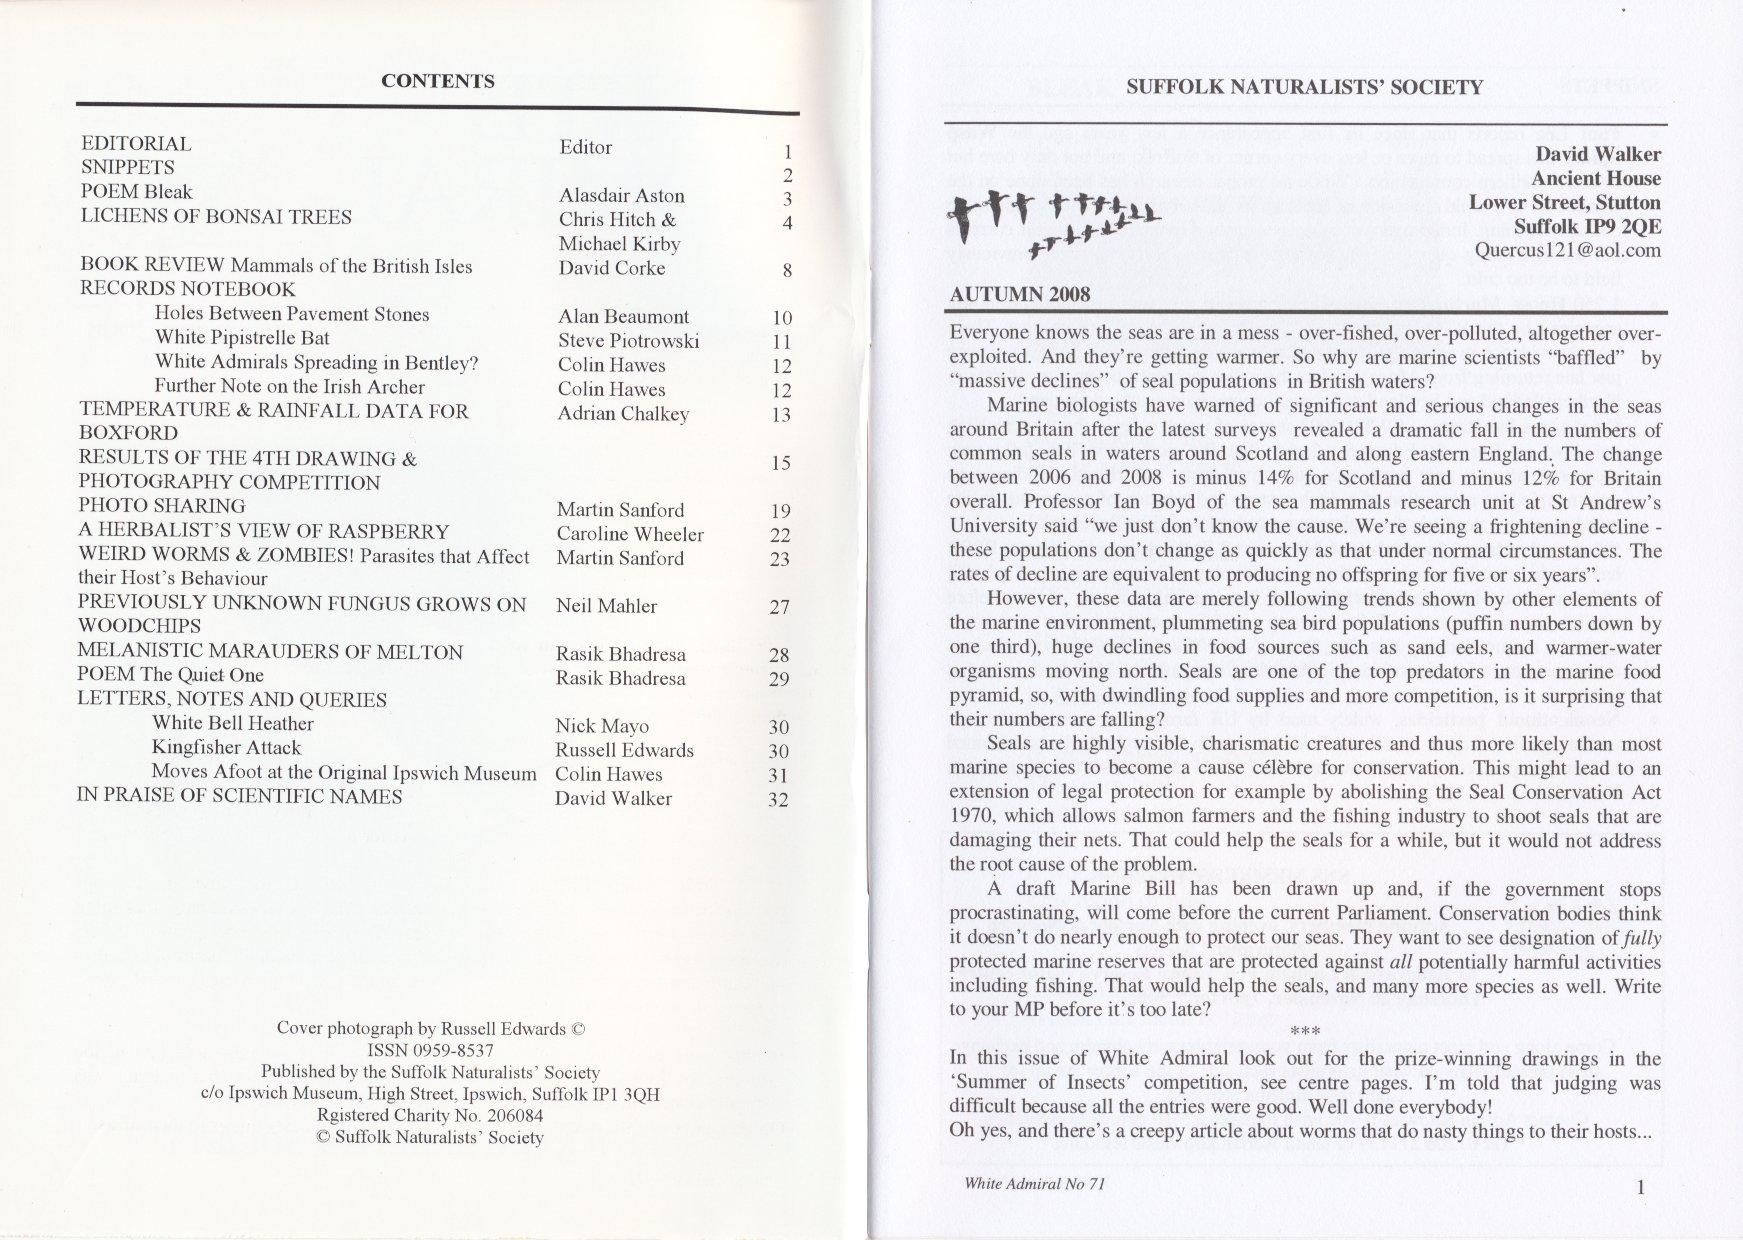 CONTENTS
EDITORIAL Editor 1
SNIPPETS 2
POEM Bleak Alasdair Aston 3
LICHENS OF BONSAI TREES Chris Hitch & 4
Michael Kirby
BOOK REVIEW Mammals of the British Isles David Corke 8
RECORDS NOTEBOOK
Holes Between Pavement Stones Alan Beaumont 10
White Pipistrelle Bat Steve Piotrowski 11
White Admirals Spreading in Bentley? Colin Hawes 12
Further Note on the Irish Archer Colin Hawes 12
TEMPERATURE & RAINFALL DATA FOR Adrian Chalkey 13
BOXFORD
RESULTS OF THE 4TH DRAWING & 15
PHOTOGRAPHY COMPETITION
PHOTO SHARING Martin Sanford 19
A HERBALIST'S VIEW OF RASPBERRY Caroline Wheeler 22
WEIRD WORMS & ZOMBIES! Parasites that Affect Martin Sanford 23
their Host's Behaviour
PREVIOUSLY UNKNOWN FUNGUS GROWS ON Neil Mahler 27
WOODCHIPS
MELANISTIC MARAUDERS OF MELTON Rasik Bhadresa 28
POEM The Quiet One Rasik Bhadresa 29
LETTERS, NOTES AND QUERIES
White Bell Heather Nick Mayo 30
Kingfisher Attack Russell Edwards 30
Moves Afoot at the Original Ipswich Museum Colin Hawes 31
IN PRAISE OF SCIENTIFIC NAMES David Walker 32
Cover photograph by Russell Edwards ©
ISSN 0959-8537
Published by the Suffolk Naturalists' Society
c/o Ipswich Museum, High Street, Ipswich, Suffolk IP1 3QH
Rgistered Charity No. 206084
© Suffolk Naturalists' Society
SUFFOLK NATURALISTS' SOCIETY
David Walker
Ancient House
Lower Street, Stutton
Suffolk IP9 2QE
Quercus121@aol.com
AUTUMN 2008
Everyone knows the seas are in a mess - over-fished, over-polluted, altogether over-
exploited. And they're getting warmer. So why are marine scientists "baffled" by
"massive declines" of seal populations in British waters?
Marine biologists have warned of significant and serious changes in the seas
around Britain after the latest surveys revealed a dramatic fall in the numbers of
common seals in waters around Scotland and along eastern England. The change
between 2006 and 2008 is minus 14% for Scotland and minus 12% for Britain
overall. Professor Ian Boyd of the sea mammals research unit at St Andrew's
University said "we just don't know the cause. We're seeing a frightening decline -
these populations don't change as quickly as that under normal circumstances. The
rates of decline are equivalent to producing no offspring for five or six years".
However, these data are merely following trends shown by other elements of
the marine environment, plummeting sea bird populations (puffin numbers down by
one third), huge declines in food sources such as sand eels, and warmer-water
organisms moving north. Seals are one of the top predators in the marine food
pyramid, so, with dwindling food supplies and more competition, is it surprising that
their numbers are falling?
Seals are highly visible, charismatic creatures and thus more likely than most
marine species to become a cause célèbre for conservation. This might lead to an
extension of legal protection for example by abolishing the Seal Conservation Act
1970, which allows salmon farmers and the fishing industry to shoot seals that are
damaging their nets. That could help the seals for a while, but it would not address
the root cause of the problem.
A draft Marine Bill has been drawn up and, if the government stops
procrastinating, will come before the current Parliament. Conservation bodies think
it doesn't do nearly enough to protect our seas. They want to see designation of fully
protected marine reserves that are protected against all potentially harmful activities
including fishing. That would help the seals, and many more species as well. Write
to your MP before it's too late?
***
In this issue of White Admiral look out for the prize-winning drawings in the
'Summer of Insects' competition, see centre pages. I'm told that judging was
difficult because all the entries were good. Well done everybody!
Oh yes, and there's a creepy article about worms that do nasty things to their hosts...
White Admiral No 71 1